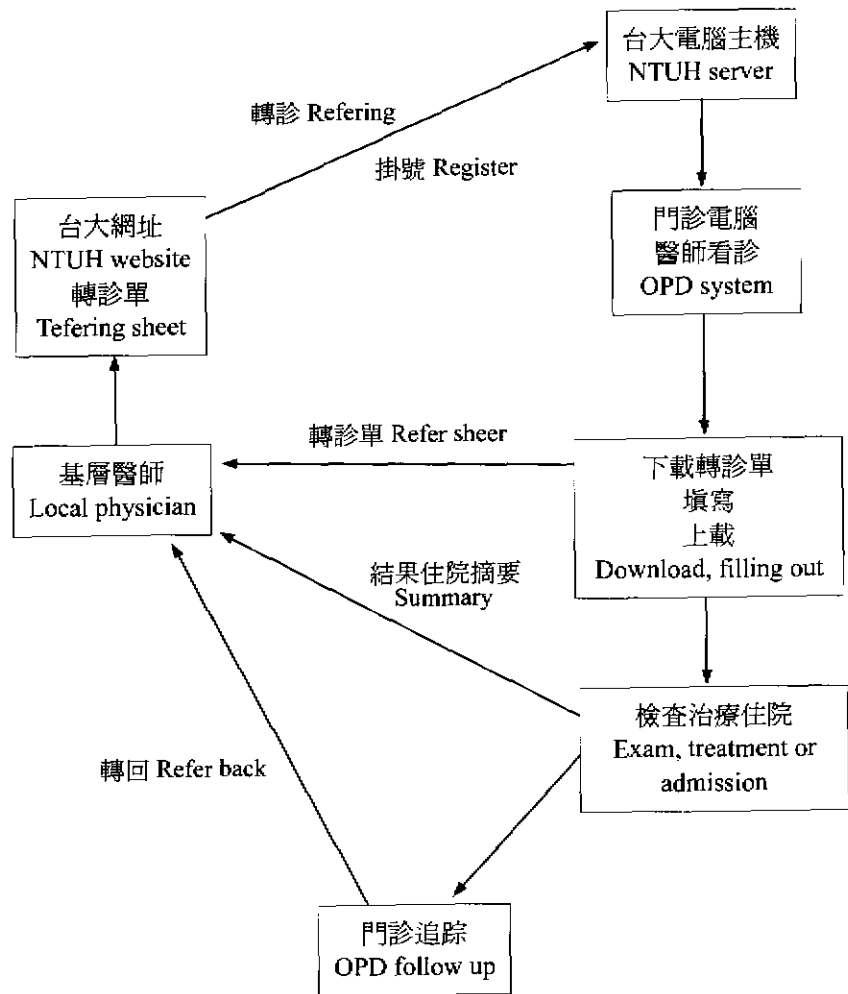 台大電腦主機
NTUH server
轉診 Refering
掛號 Register
台大網址
NTUH website
轉診單
Tefering sheet
門診電腦
醫師看診
OPD system
轉診單 Refer sheer
基層醫師
Local physician
下載轉診單
填寫
上載
Download, filling out
結果住院摘要
Summary
檢查治療住院
Exam, treatment or
admission
轉回 Refer back
門診追踪
OPD follow up